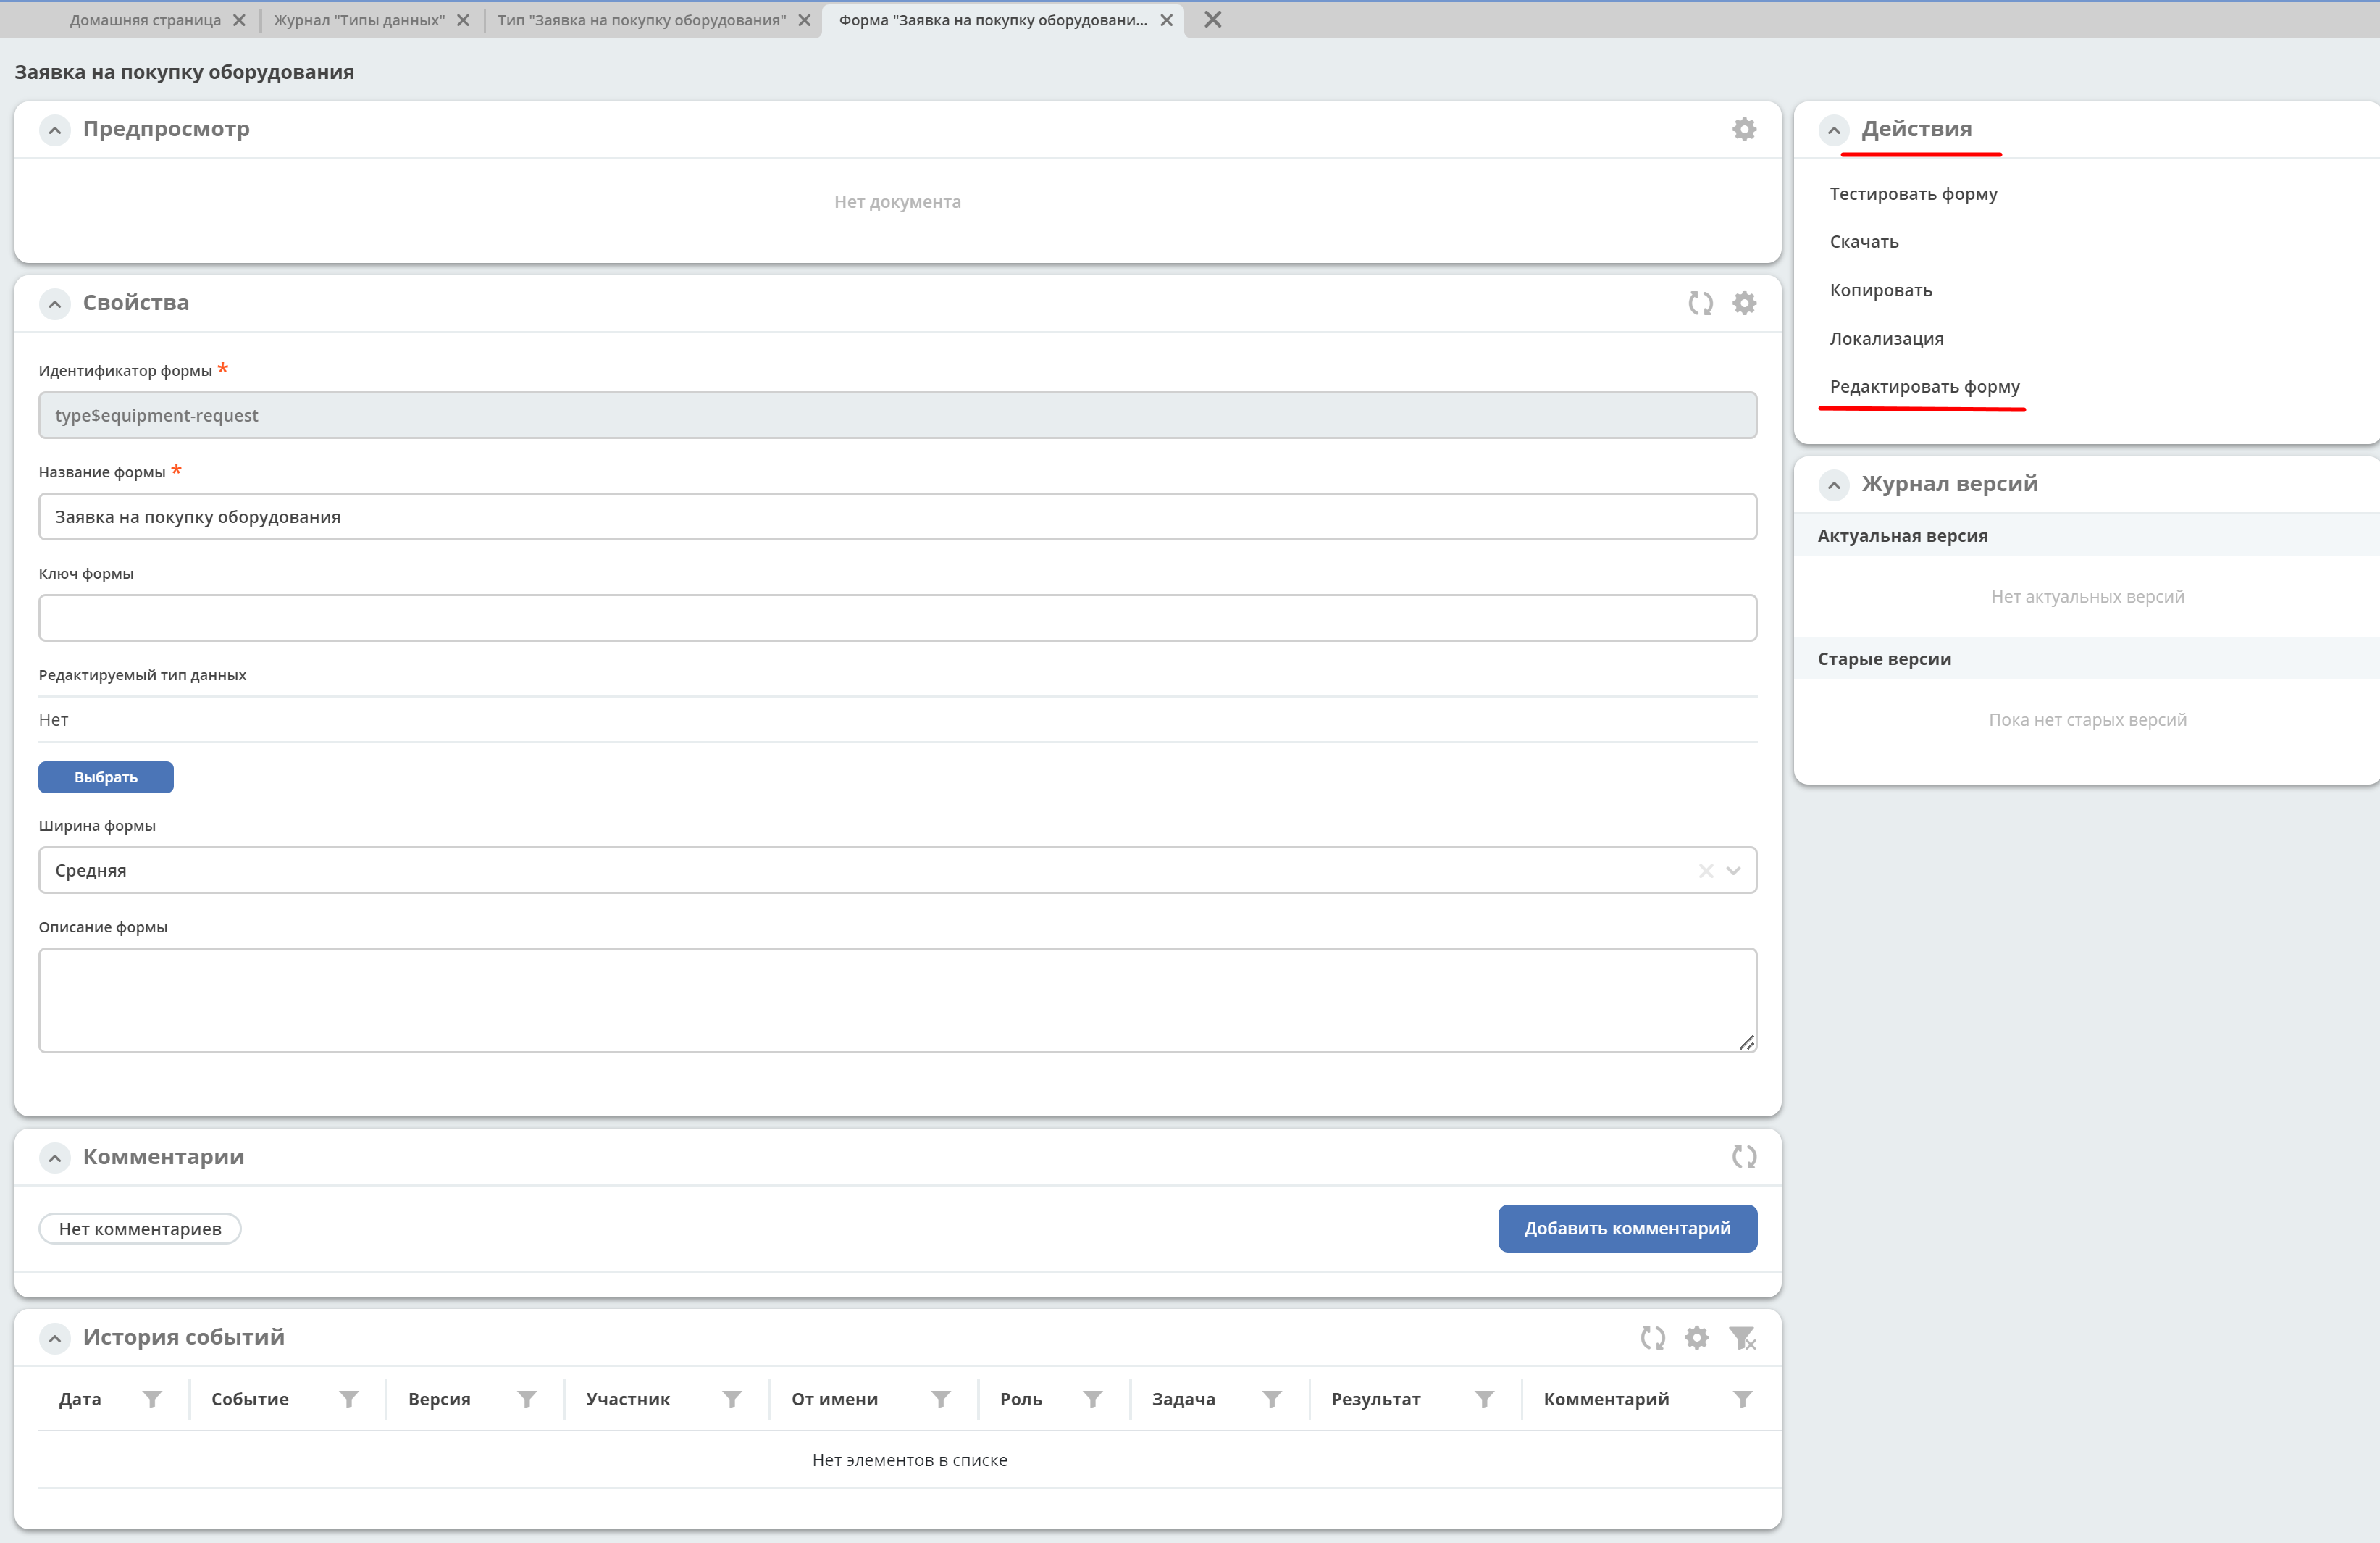 Домашняя страница
Журнал "Типы данных"
Тип "Заявка на покупку оборудования"
Форма "Заявка на покупку оборудовани...
Заявка на покупку оборудования
Предпросмотр
Нет документа
Свойства
Идентификатор формы *
type$equipment-request
Название формы *
Заявка на покупку оборудования
Ключ формы
Редактируемый тип данных
Нет
Выбрать
Ширина формы
Средняя
Описание формы
Комментарии
Нет комментариев
Добавить комментарий
История событий
Дата Событие Версия Участник От имени Роль Задача Результат Комментарий
Нет элементов в списке
Действия
Тестировать форму
Скачать
Копировать
Локализация
Редактировать форму
Журнал версий
Актуальная версия
Нет актуальных версий
Старые версии
Пока нет старых версий